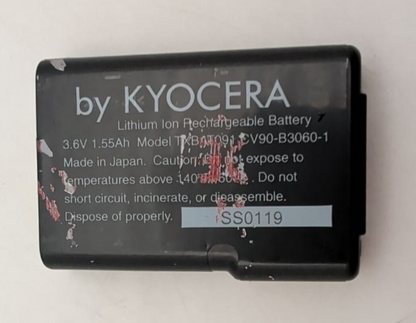 by KYOCERA
Lithium Ion Rechargeable Battery
3.6V 1.55Ah Model CV90-B3060-1
Made in Japan. Caution, expose to
temperatures above Do not
short circuit, incinerate, or disassemble.
Dispose of properly. SS0119